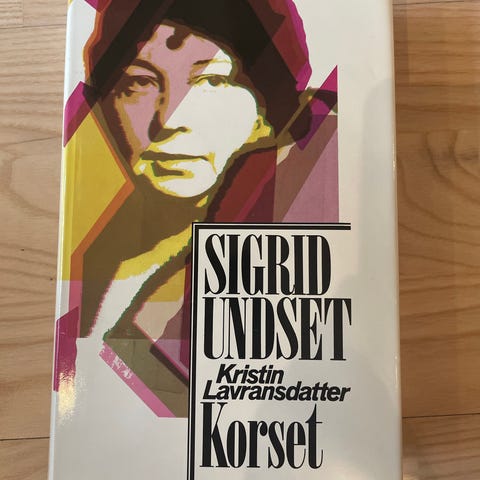 SIGRID
UNDSET
Kristin
Lavransdatter
Korset